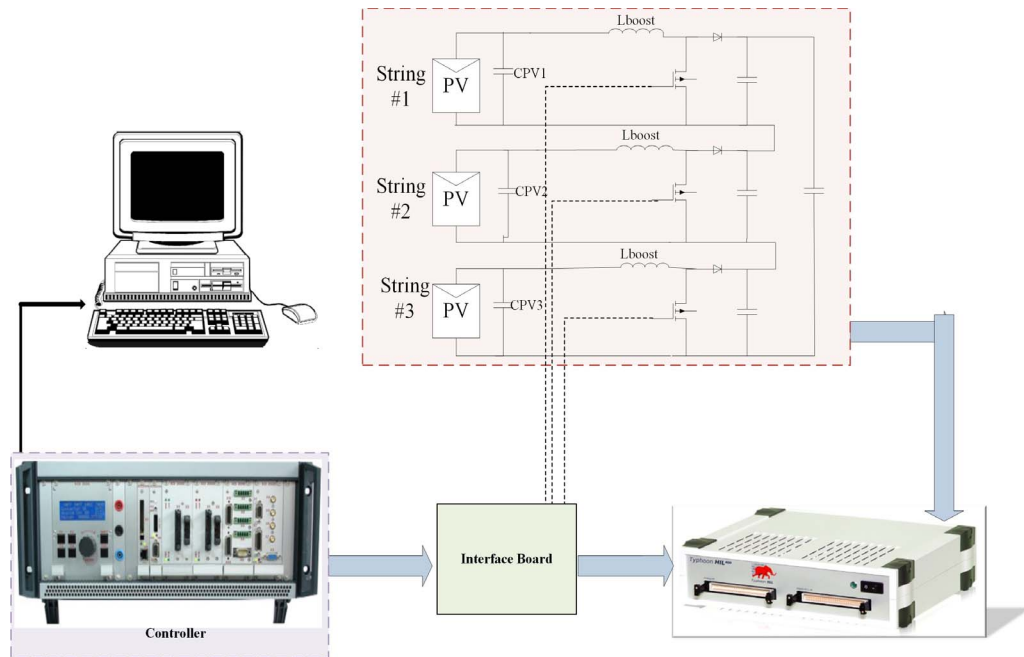 Lboost
String
#1
PV
CPV1
Lboost
String
#2
PV
CPV2
Lboost
String
#3
PV
CPV3
Interface Board
Controller
Typhoon HIL